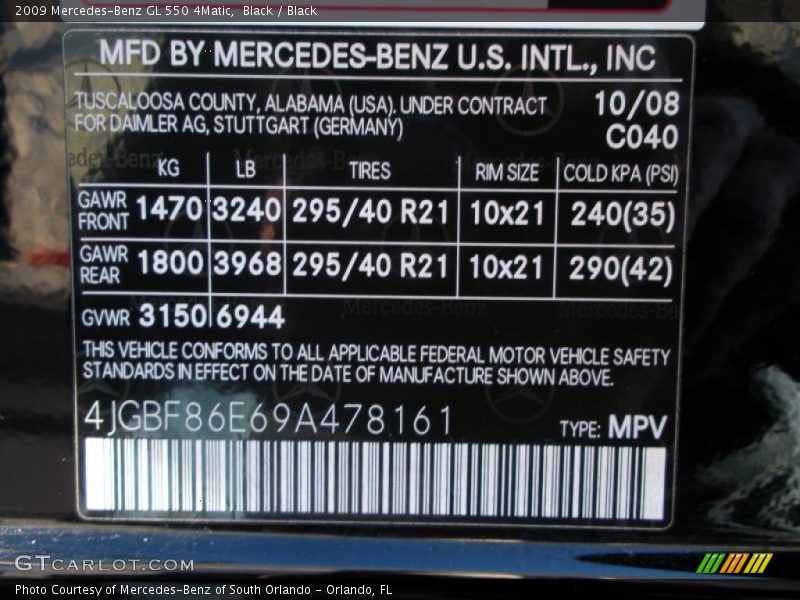 2009 Mercedes-Benz GL 550 4Matic, Black / Black
MFD BY MERCEDES-BENZ U.S. INTL., INC
TUSCALOOSA COUNTY, ALABAMA (USA), UNDER CONTRACT
FOR DAIMLER AG, STUTTGART (GERMANY)
10/08
C040
KG LB TIRES RIM SIZE COLD KPA (PSI)
GAWR FRONT 1470 3240 295/40 R21 10x21 240(35)
GAWR REAR 1800 3968 295/40 R21 10x21 290(42)
GVWR 3150 6944
THIS VEHICLE CONFORMS TO ALL APPLICABLE FEDERAL MOTOR VEHICLE SAFETY
STANDARDS IN EFFECT ON THE DATE OF MANUFACTURE SHOWN ABOVE.
4JGBF86E69A478161 TYPE: MPV
GTCARLOT.COM
Photo Courtesy of Mercedes-Benz of South Orlando - Orlando, FL